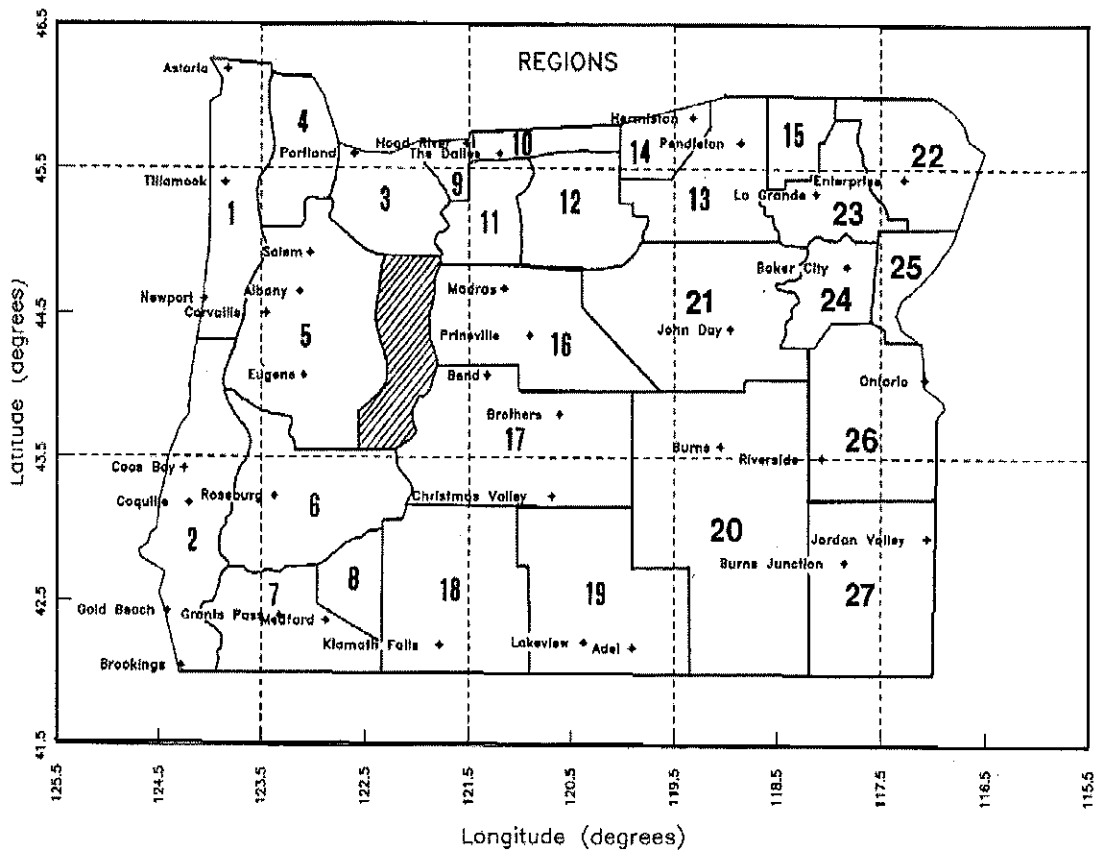 46.5
REGIONS
Astoria
4
15
22
Hood River
10
Hermiston
Portland
The Dalles
14
Pendleton
45.5
Tillamook
1
3
9
11
12
13
La Grande
Enterprise
23
Salem
Baker City
25
Newport
Albany
Madras
24
44.5
Corvallis
5
Prineville
16
21
John Day
Eugene
Bend
Ontario
Brothers
17
Burns
Riverside
26
43.5
Coos Bay
Coquille
Roseburg
6
Christmas Valley
2
20
Jordan Valley
8
18
19
Burns Junction
27
42.5
Gold Beach
7
Grants Pass
Medford
Klamath Falls
Lakeview
Adel
Brookings
41.5
Latitude (degrees)
125.5
124.5
123.5
122.5
121.5
120.5
119.5
118.5
117.5
116.5
115.5
Longitude (degrees)